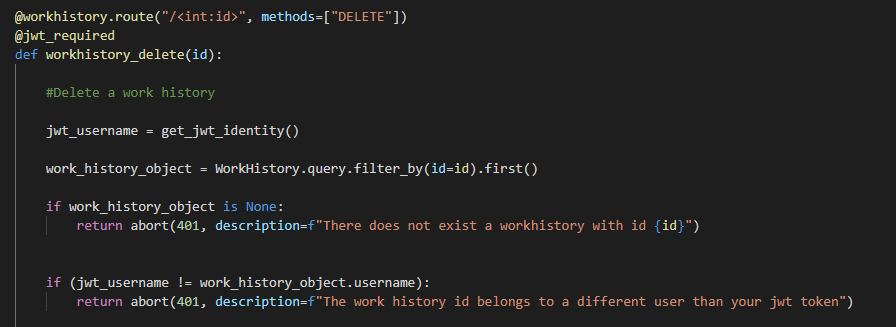 @workhistory.route("/<int:id>", methods=["DELETE"])
@jwt_required
def workhistory_delete(id):
#Delete a work history
jwt_username = get_jwt_identity()
work_history_object = WorkHistory.query.filter_by(id=id).first()
if work_history_object is None:
return abort(401, description=f"There does not exist a workhistory with id {id}")
if (jwt_username != work_history_object.username):
return abort(401, description=f"The work history id belongs to a different user than your jwt token")